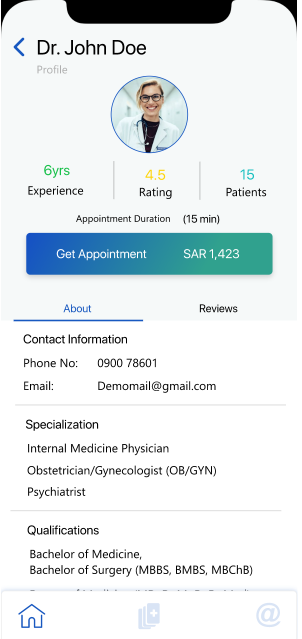 Dr. John Doe
Profile
6yrs
Experience
4.5
Rating
15
Patients
Appointment Duration (15 min)
Get Appointment SAR 1,423
About Reviews
Contact Information
Phone No: 0900 78601
Email: Demomail@gmail.com
Specialization
Internal Medicine Physician
Obstetrician/Gynecologist (OB/GYN)
Psychiatrist
Qualifications
Bachelor of Medicine,
Bachelor of Surgery (MBBS, BMBS, MBChB)
@